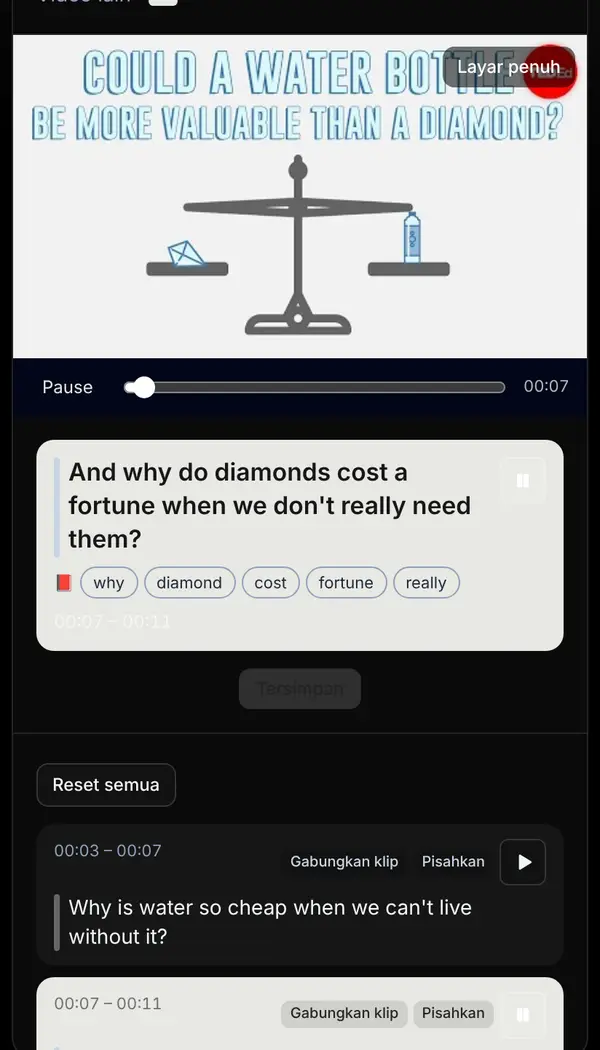 COULD A WATER BOTTLE
Layar penuh
BE MORE VALUABLE THAN A DIAMOND?
Pause
00:07
And why do diamonds cost a
fortune when we don't really need
them?
why diamond cost fortune really
00:07 – 00:11
Tersimpan
Reset semua
00:03 – 00:07 Gabungkan klip Pisahkan
Why is water so cheap when we can't live
without it?
00:07 – 00:11 Gabungkan klip Pisahkan